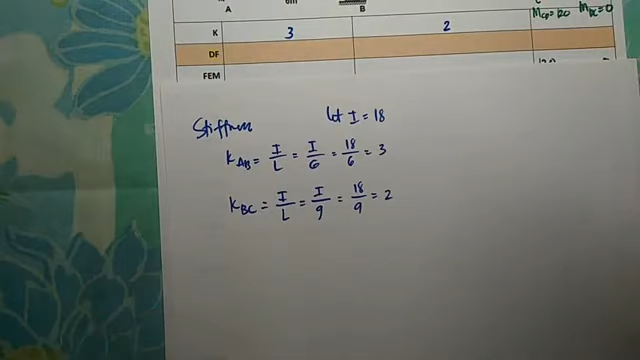 A 6m B
M_CD = 120 M_BC = 0
K 3 2
DF
FEM
Stiffness let I = 18
K_AB = I/L = I/6 = 18/6 = 3
K_BC = I/L = I/9 = 18/9 = 2